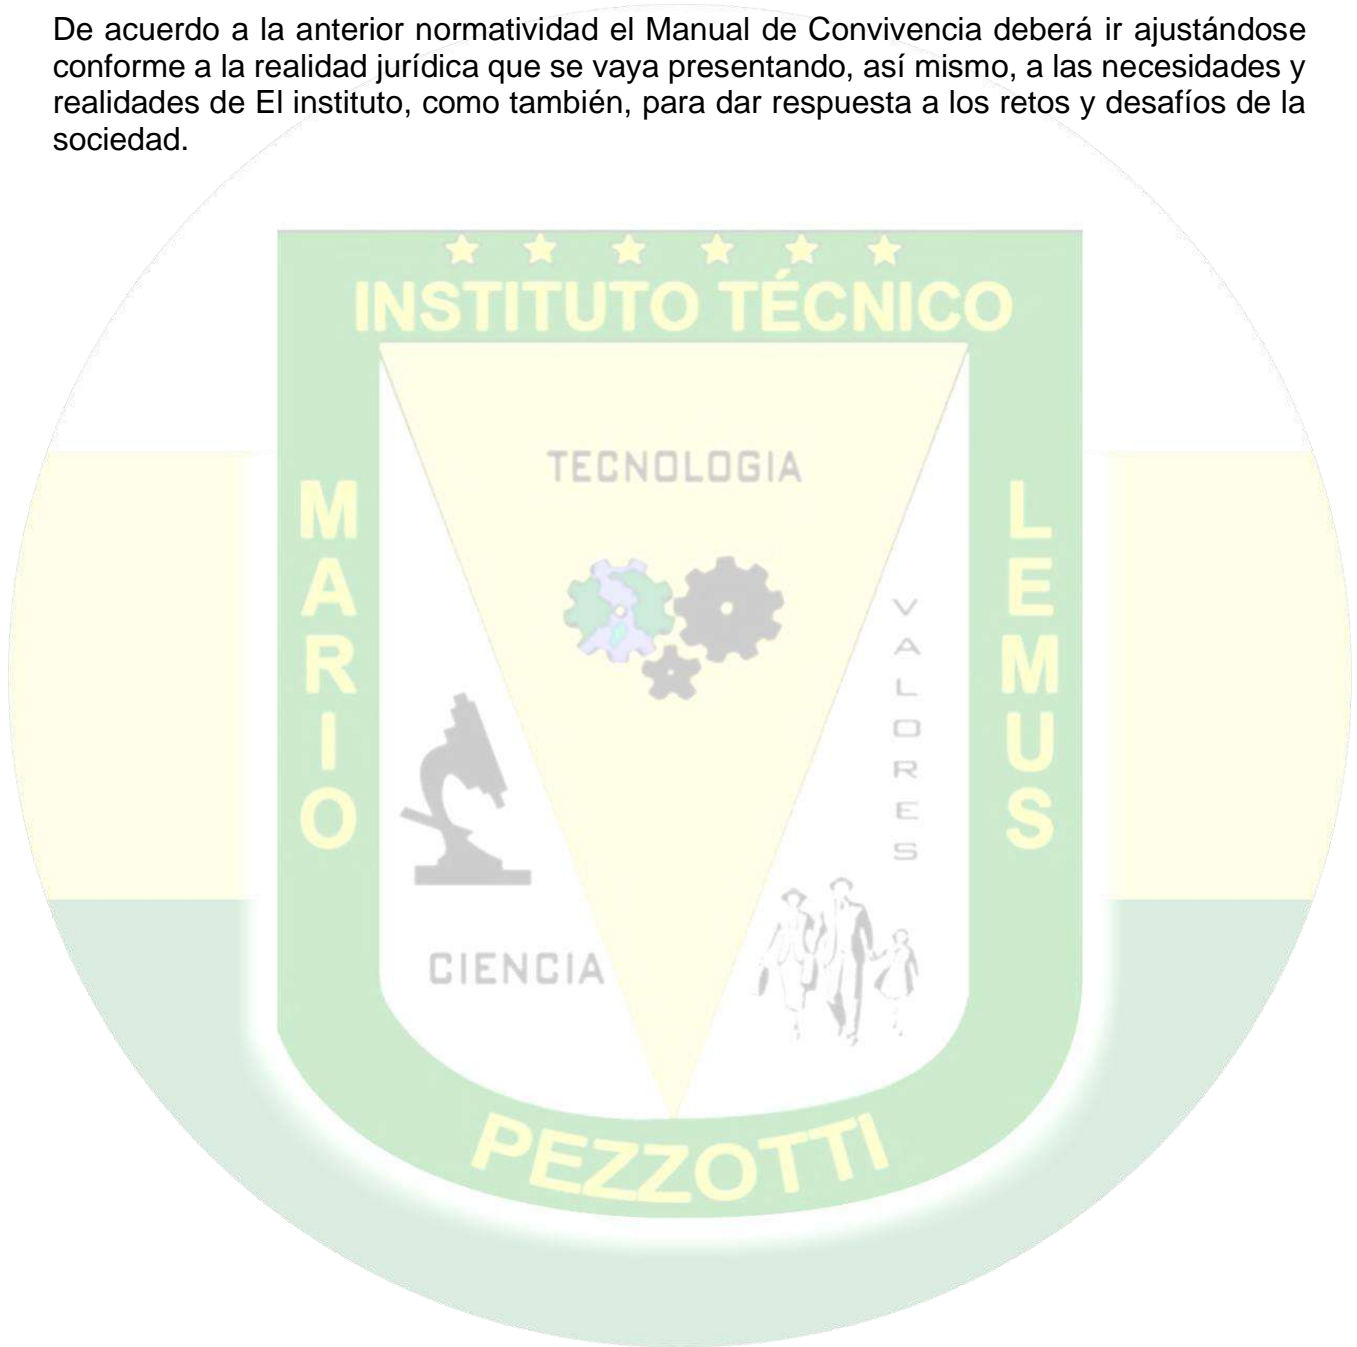 De acuerdo a la anterior normatividad el Manual de Convivencia deberá ir ajustándose
conforme a la realidad jurídica que se vaya presentando, así mismo, a las necesidades y
realidades de El instituto, como también, para dar respuesta a los retos y desafíos de la
sociedad.
INSTITUTO TÉCNICO
MARIO
LEMUS
TECNOLOGIA
VALORES
CIENCIA
PEZZOTTI